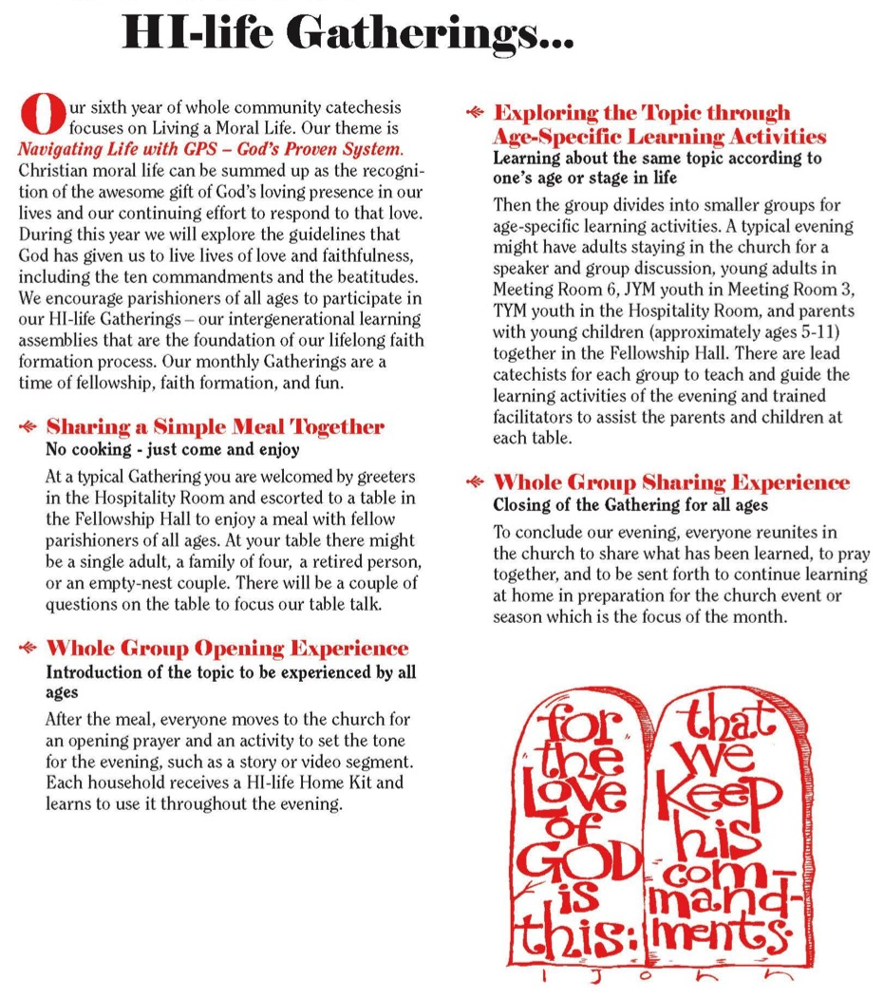 HI-life Gatherings...
Our sixth year of whole community catechesis
focuses on Living a Moral Life. Our theme is
Navigating Life with GPS – God's Proven System.
Christian moral life can be summed up as the recogni-
tion of the awesome gift of God's loving presence in our
lives and our continuing effort to respond to that love.
During this year we will explore the guidelines that
God has given us to live lives of love and faithfulness,
including the ten commandments and the beatitudes.
We encourage parishioners of all ages to participate in
our HI-life Gatherings – our intergenerational learning
assemblies that are the foundation of our lifelong faith
formation process. Our monthly Gatherings are a
time of fellowship, faith formation, and fun.
Sharing a Simple Meal Together
No cooking - just come and enjoy
At a typical Gathering you are welcomed by greeters
in the Hospitality Room and escorted to a table in
the Fellowship Hall to enjoy a meal with fellow
parishioners of all ages. At your table there might
be a single adult, a family of four, a retired person,
or an empty-nest couple. There will be a couple of
questions on the table to focus our table talk.
Whole Group Opening Experience
Introduction of the topic to be experienced by all
ages
After the meal, everyone moves to the church for
an opening prayer and an activity to set the tone
for the evening, such as a story or video segment.
Each household receives a HI-life Home Kit and
learns to use it throughout the evening.
Exploring the Topic through
Age-Specific Learning Activities
Learning about the same topic according to
one's age or stage in life
Then the group divides into smaller groups for
age-specific learning activities. A typical evening
might have adults staying in the church for a
speaker and group discussion, young adults in
Meeting Room 6, JYM youth in Meeting Room 3,
TYM youth in the Hospitality Room, and parents
with young children (approximately ages 5-11)
together in the Fellowship Hall. There are lead
catechists for each group to teach and guide the
learning activities of the evening and trained
facilitators to assist the parents and children at
each table.
Whole Group Sharing Experience
Closing of the Gathering for all ages
To conclude our evening, everyone reunites in
the church to share what has been learned, to pray
together, and to be sent forth to continue learning
at home in preparation for the church event or
season which is the focus of the month.
for
the
Love
of
GOD
is
this:
that
we
Keep
his
com-
mand-
ments.
I John